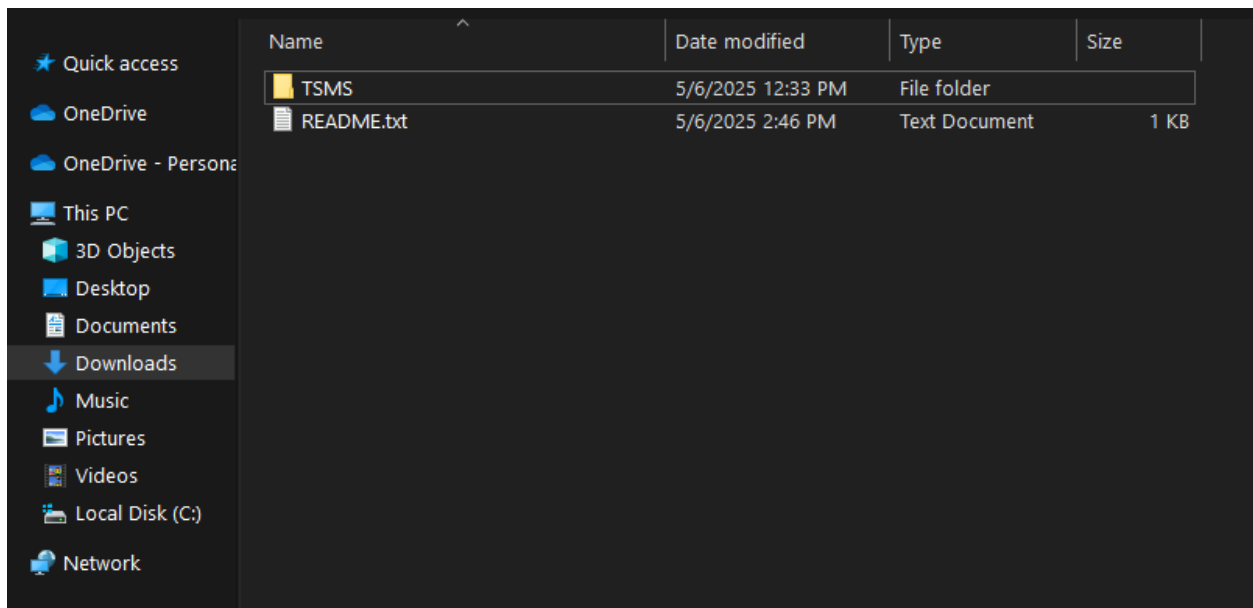 Name Date modified Type Size
Quick access
TSMS 5/6/2025 12:33 PM File folder
OneDrive
README.txt 5/6/2025 2:46 PM Text Document 1 KB
OneDrive - Persona
This PC
3D Objects
Desktop
Documents
Downloads
Music
Pictures
Videos
Local Disk (C:)
Network